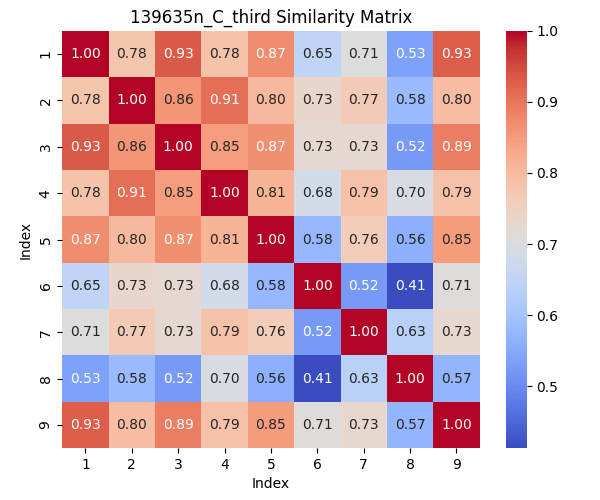 139635n_C_third Similarity Matrix
1 1.00 0.78 0.93 0.78 0.87 0.65 0.71 0.53 0.93
2 0.78 1.00 0.86 0.91 0.80 0.73 0.77 0.58 0.80
3 0.93 0.86 1.00 0.85 0.87 0.73 0.73 0.52 0.89
4 0.78 0.91 0.85 1.00 0.81 0.68 0.79 0.70 0.79
5 0.87 0.80 0.87 0.81 1.00 0.58 0.76 0.56 0.85
6 0.65 0.73 0.73 0.68 0.58 1.00 0.52 0.41 0.71
7 0.71 0.77 0.73 0.79 0.76 0.52 1.00 0.63 0.73
8 0.53 0.58 0.52 0.70 0.56 0.41 0.63 1.00 0.57
9 0.93 0.80 0.89 0.79 0.85 0.71 0.73 0.57 1.00
1 2 3 4 5 6 7 8 9
Index
Index
1.0
0.9
0.8
0.7
0.6
0.5